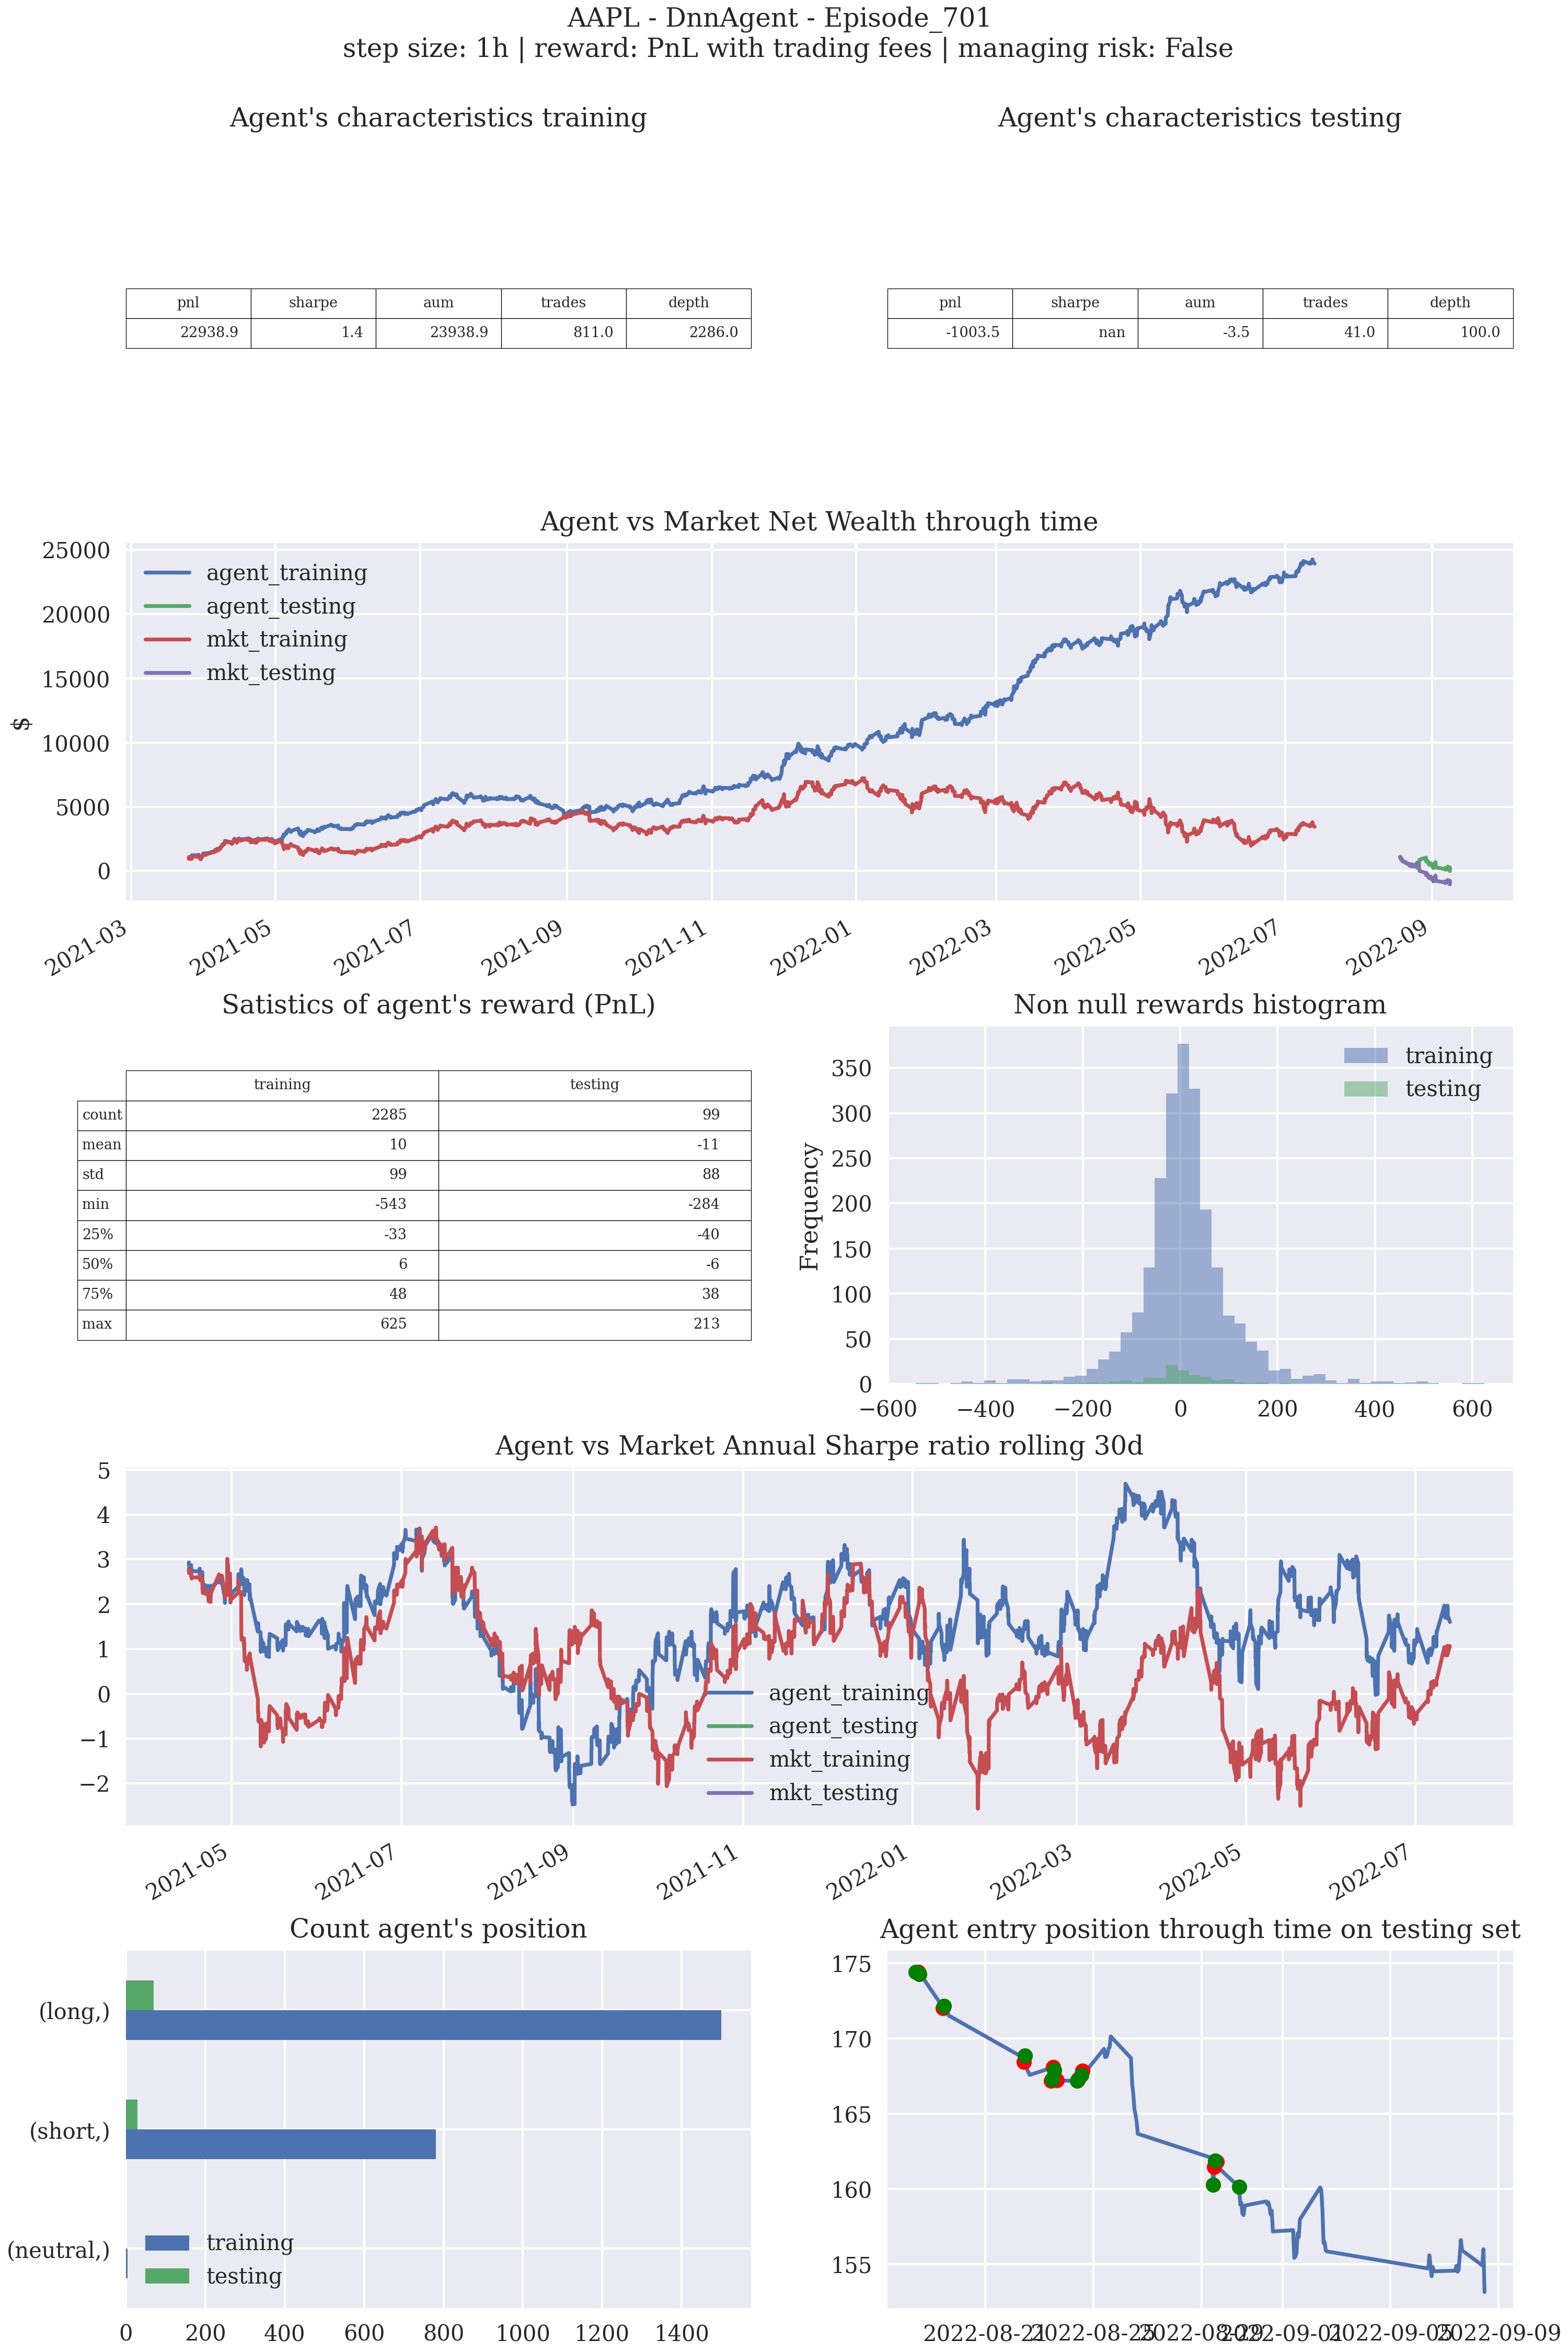 AAPL - DnnAgent - Episode_701
step size: 1h | reward: PnL with trading fees | managing risk: False
Agent's characteristics training
pnl sharpe aum trades depth
22938.9 1.4 23938.9 811.0 2286.0
Agent's characteristics testing
pnl sharpe aum trades depth
-1003.5 nan -3.5 41.0 100.0
Agent vs Market Net Wealth through time
$
25000
20000
15000
10000
5000
0
agent_training
agent_testing
mkt_training
mkt_testing
2021-03 2021-05 2021-07 2021-09 2021-11 2022-01 2022-03 2022-05 2022-07 2022-09
Satistics of agent's reward (PnL)
training testing
count 2285 99
mean 10 -11
std 99 88
min -543 -284
25% -33 -40
50% 6 -6
75% 48 38
max 625 213
Non null rewards histogram
Frequency
350
300
250
200
150
100
50
0
training
testing
−600 −400 −200 0 200 400 600
Agent vs Market Annual Sharpe ratio rolling 30d
5
4
3
2
1
0
−1
−2
agent_training
agent_testing
mkt_training
mkt_testing
2021-05 2021-07 2021-09 2021-11 2022-01 2022-03 2022-05 2022-07
Count agent's position
(long,)
(short,)
(neutral,)
training
testing
0 200 400 600 800 1000 1200 1400
Agent entry position through time on testing set
175
170
165
160
155
2022-08-21 2022-08-25 2022-08-29 2022-09-01 2022-09-05 2022-09-09